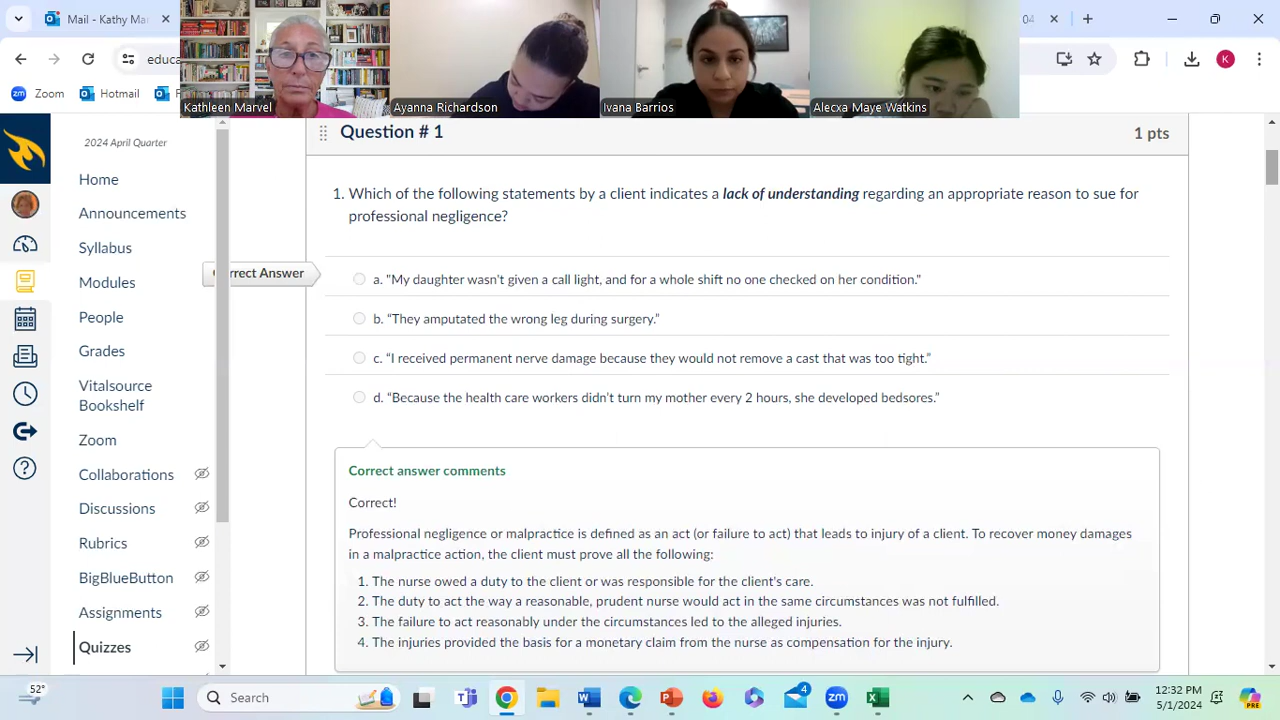 Mail - Kathy Mar
04
educa
K
Zoom
Hotmail
Kathleen Marvel
Ayanna Richardson
Ivana Barrios
Alecxa Maye Watkins
2024 April Quarter
Home
Announcements
Syllabus
Modules
People
Grades
Vitalsource
Bookshelf
Zoom
Collaborations
Discussions
Rubrics
BigBlueButton
Assignments
Quizzes
Question # 1
1 pts
1. Which of the following statements by a client indicates a lack of understanding regarding an appropriate reason to sue for
professional negligence?
rrect Answer
a. "My daughter wasn't given a call light, and for a whole shift no one checked on her condition."
b. “They amputated the wrong leg during surgery.”
c. “I received permanent nerve damage because they would not remove a cast that was too tight.”
d. “Because the health care workers didn’t turn my mother every 2 hours, she developed bedsores.”
Correct answer comments
Correct!
Professional negligence or malpractice is defined as an act (or failure to act) that leads to injury of a client. To recover money damages
in a malpractice action, the client must prove all the following:
1. The nurse owed a duty to the client or was responsible for the client's care.
2. The duty to act the way a reasonable, prudent nurse would act in the same circumstances was not fulfilled.
3. The failure to act reasonably under the circumstances led to the alleged injuries.
4. The injuries provided the basis for a monetary claim from the nurse as compensation for the injury.
52°
Search
4
12:32 PM
5/1/2024
PRE